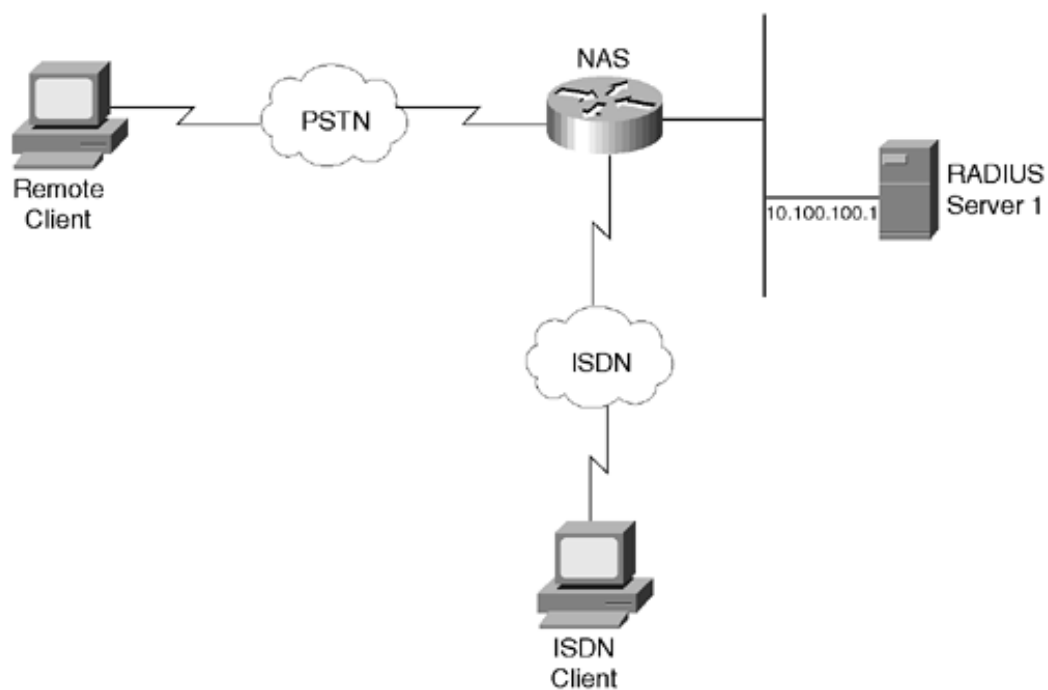 NAS
PSTN
Remote
Client
RADIUS
Server 1
10.100.100.1
ISDN
ISDN
Client